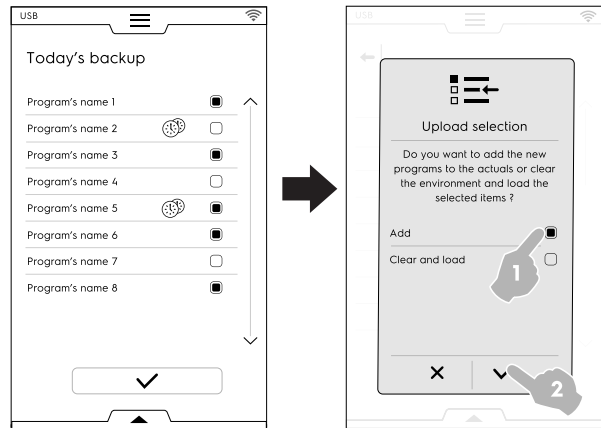 USB
Today's backup
Program's name 1
Program's name 2
Program's name 3
Program's name 4
Program's name 5
Program's name 6
Program's name 7
Program's name 8
USB
Upload selection
Do you want to add the new
programs to the actuals or clear
the environment and load the
selected items ?
Add
1
Clear and load
2